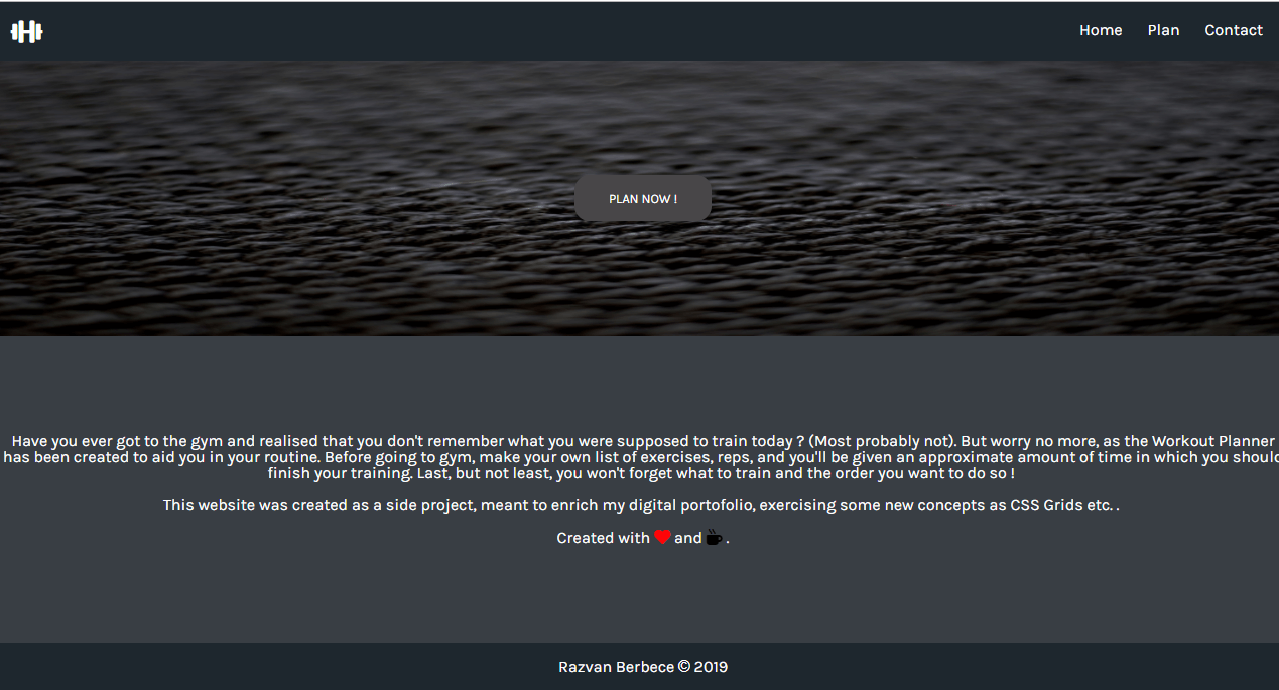 Home Plan Contact
PLAN NOW !
Have you ever got to the gym and realised that you don't remember what you were supposed to train today ? (Most probably not). But worry no more, as the Workout Planner
has been created to aid you in your routine. Before going to gym, make your own list of exercises, reps, and you'll be given an approximate amount of time in which you should
finish your training. Last, but not least, you won't forget what to train and the order you want to do so !
This website was created as a side project, meant to enrich my digital portofolio, exercising some new concepts as CSS Grids etc. .
Created with and .
Razvan Berbece © 2019